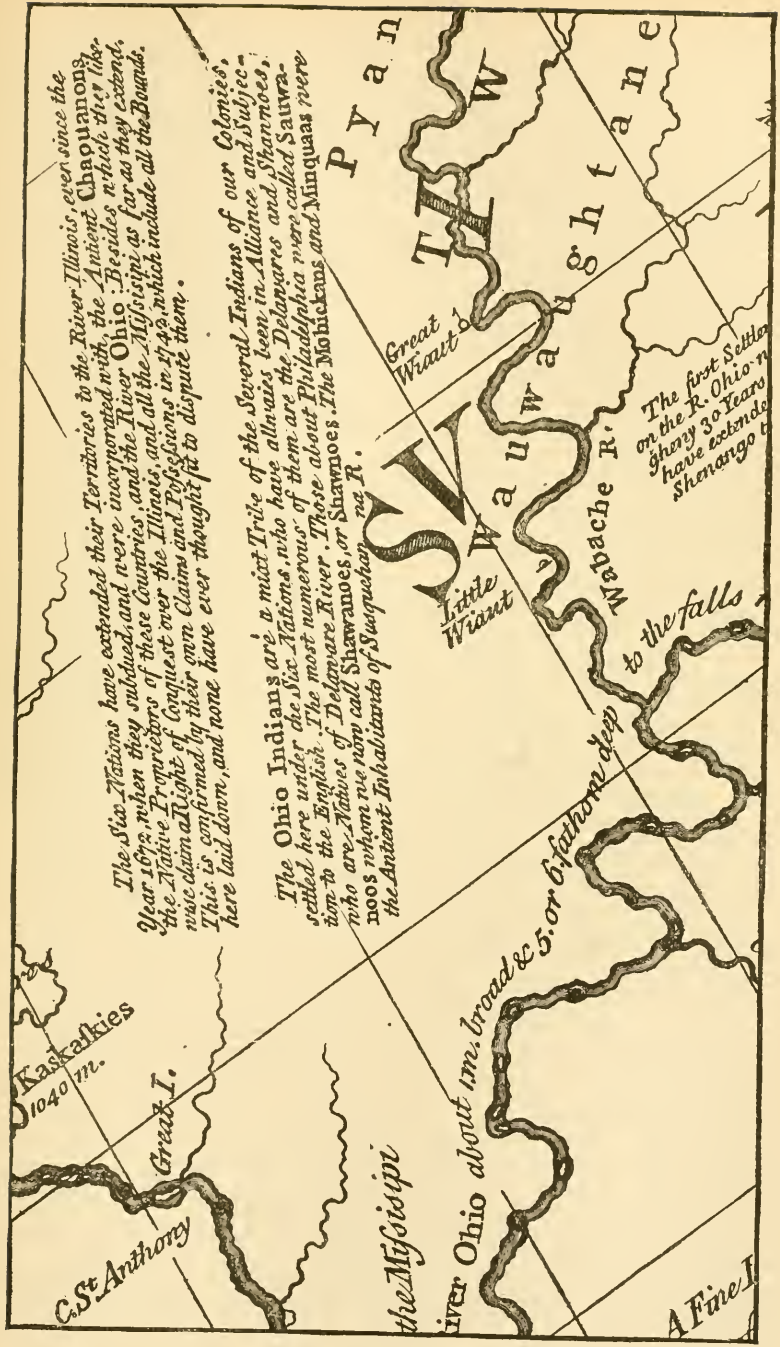 The Six Nations have extended their Territories to the River Illinois, ever since the
Year 1672, when they subdued, and were incorporated with, the Antient Chaouanons,
the Native Proprietors of these Countries, and the River Ohio: Besides which they like-
wise claim a Right of Conquest over the Illinois, and all the Miſsisipi as far as they extend.
This is confirmed by their own Claims and Poſseſsions in 1742, which include all the Bounds
here laid down, and none have ever thought fit to dispute them.
The Ohio Indians are a mixt Tribe of the Several Indians of our Colonies,
settled here under the Six Nations, who have allwaies been in Alliance and Subjec-
tion to the English. The most numerous of them are the Delawares and Shannoes,
who are Natives of Delaware River. Those about Philadelphia were called Sauwa-
noos whom we now call Shawanoes, or Shawnoes. The Mohickans and Minquaas were
the Antient Inhabitants of Susquehanna R.
Kaskaſkies
1040 m.
Great I.
C. St. Anthony
the Miſsisipi
iver Ohio about 1 m. broad & 5. or 6. fathom deep
to the falls
A Fine
Pyan
W
TI
Great
Wiaut
SV
Little
Wiaut
Wauwaughtane
Wabache R.
The first Settle
on the R. Ohio
gheny 30 Years
have extende
Shenango t